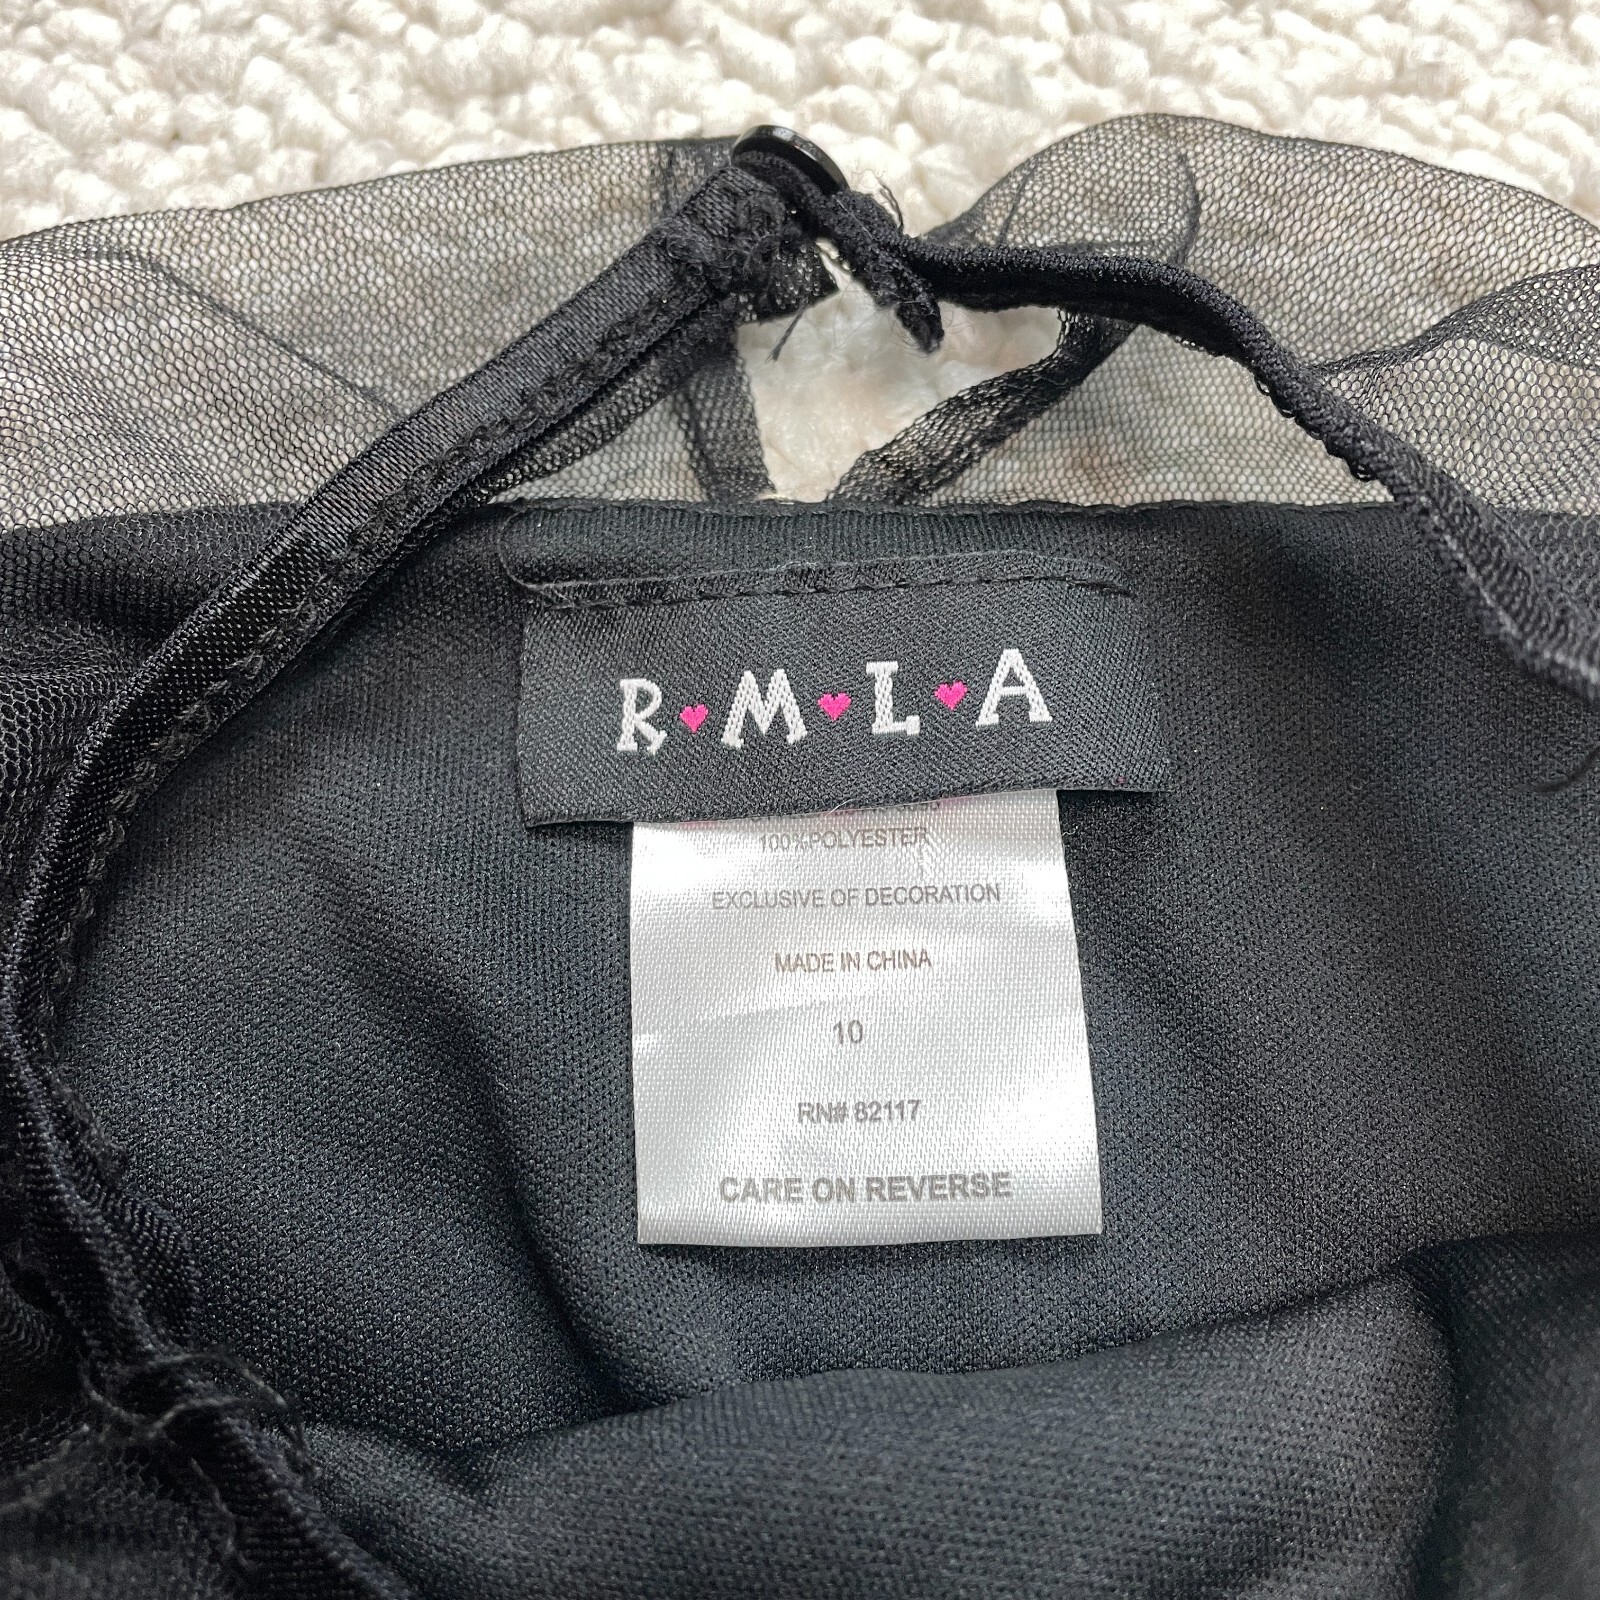 R♥M♥L♥A
100%POLYESTER
EXCLUSIVE OF DECORATION
MADE IN CHINA
10
RN# 82117
CARE ON REVERSE